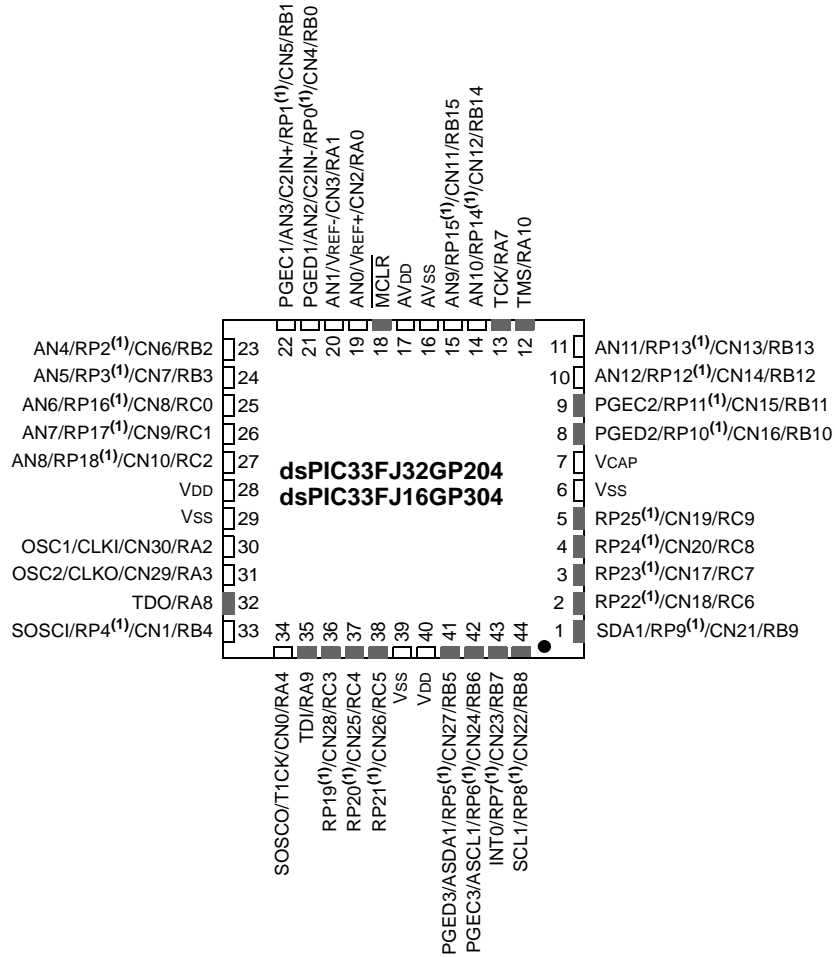 PGEC1/AN3/C2IN+/RP1(1)/CN5/RB1
PGED1/AN2/C2IN-/RP0(1)/CN4/RB0
AN1/VREF-/CN3/RA1
AN0/VREF+/CN2/RA0
MCLR
AVDD
AVSS
AN9/RP15(1)/CN11/RB15
AN10/RP14(1)/CN12/RB14
TCK/RA7
TMS/RA10
22 21 20 19 18 17 16 15 14 13 12
AN4/RP2(1)/CN6/RB2 23
AN5/RP3(1)/CN7/RB3 24
AN6/RP16(1)/CN8/RC0 25
AN7/RP17(1)/CN9/RC1 26
AN8/RP18(1)/CN10/RC2 27
VDD 28
VSS 29
OSC1/CLKI/CN30/RA2 30
OSC2/CLKO/CN29/RA3 31
TDO/RA8 32
SOSCI/RP4(1)/CN1/RB4 33
dsPIC33FJ32GP204
dsPIC33FJ16GP304
11 AN11/RP13(1)/CN13/RB13
10 AN12/RP12(1)/CN14/RB12
9 PGEC2/RP11(1)/CN15/RB11
8 PGED2/RP10(1)/CN16/RB10
7 VCAP
6 VSS
5 RP25(1)/CN19/RC9
4 RP24(1)/CN20/RC8
3 RP23(1)/CN17/RC7
2 RP22(1)/CN18/RC6
1 SDA1/RP9(1)/CN21/RB9
34 35 36 37 38 39 40 41 42 43 44
SOSCO/T1CK/CN0/RA4
TDI/RA9
RP19(1)/CN28/RC3
RP20(1)/CN25/RC4
RP21(1)/CN26/RC5
VSS
VDD
PGED3/ASDA1/RP5(1)/CN27/RB5
PGEC3/ASCL1/RP6(1)/CN24/RB6
INT0/RP7(1)/CN23/RB7
SCL1/RP8(1)/CN22/RB8